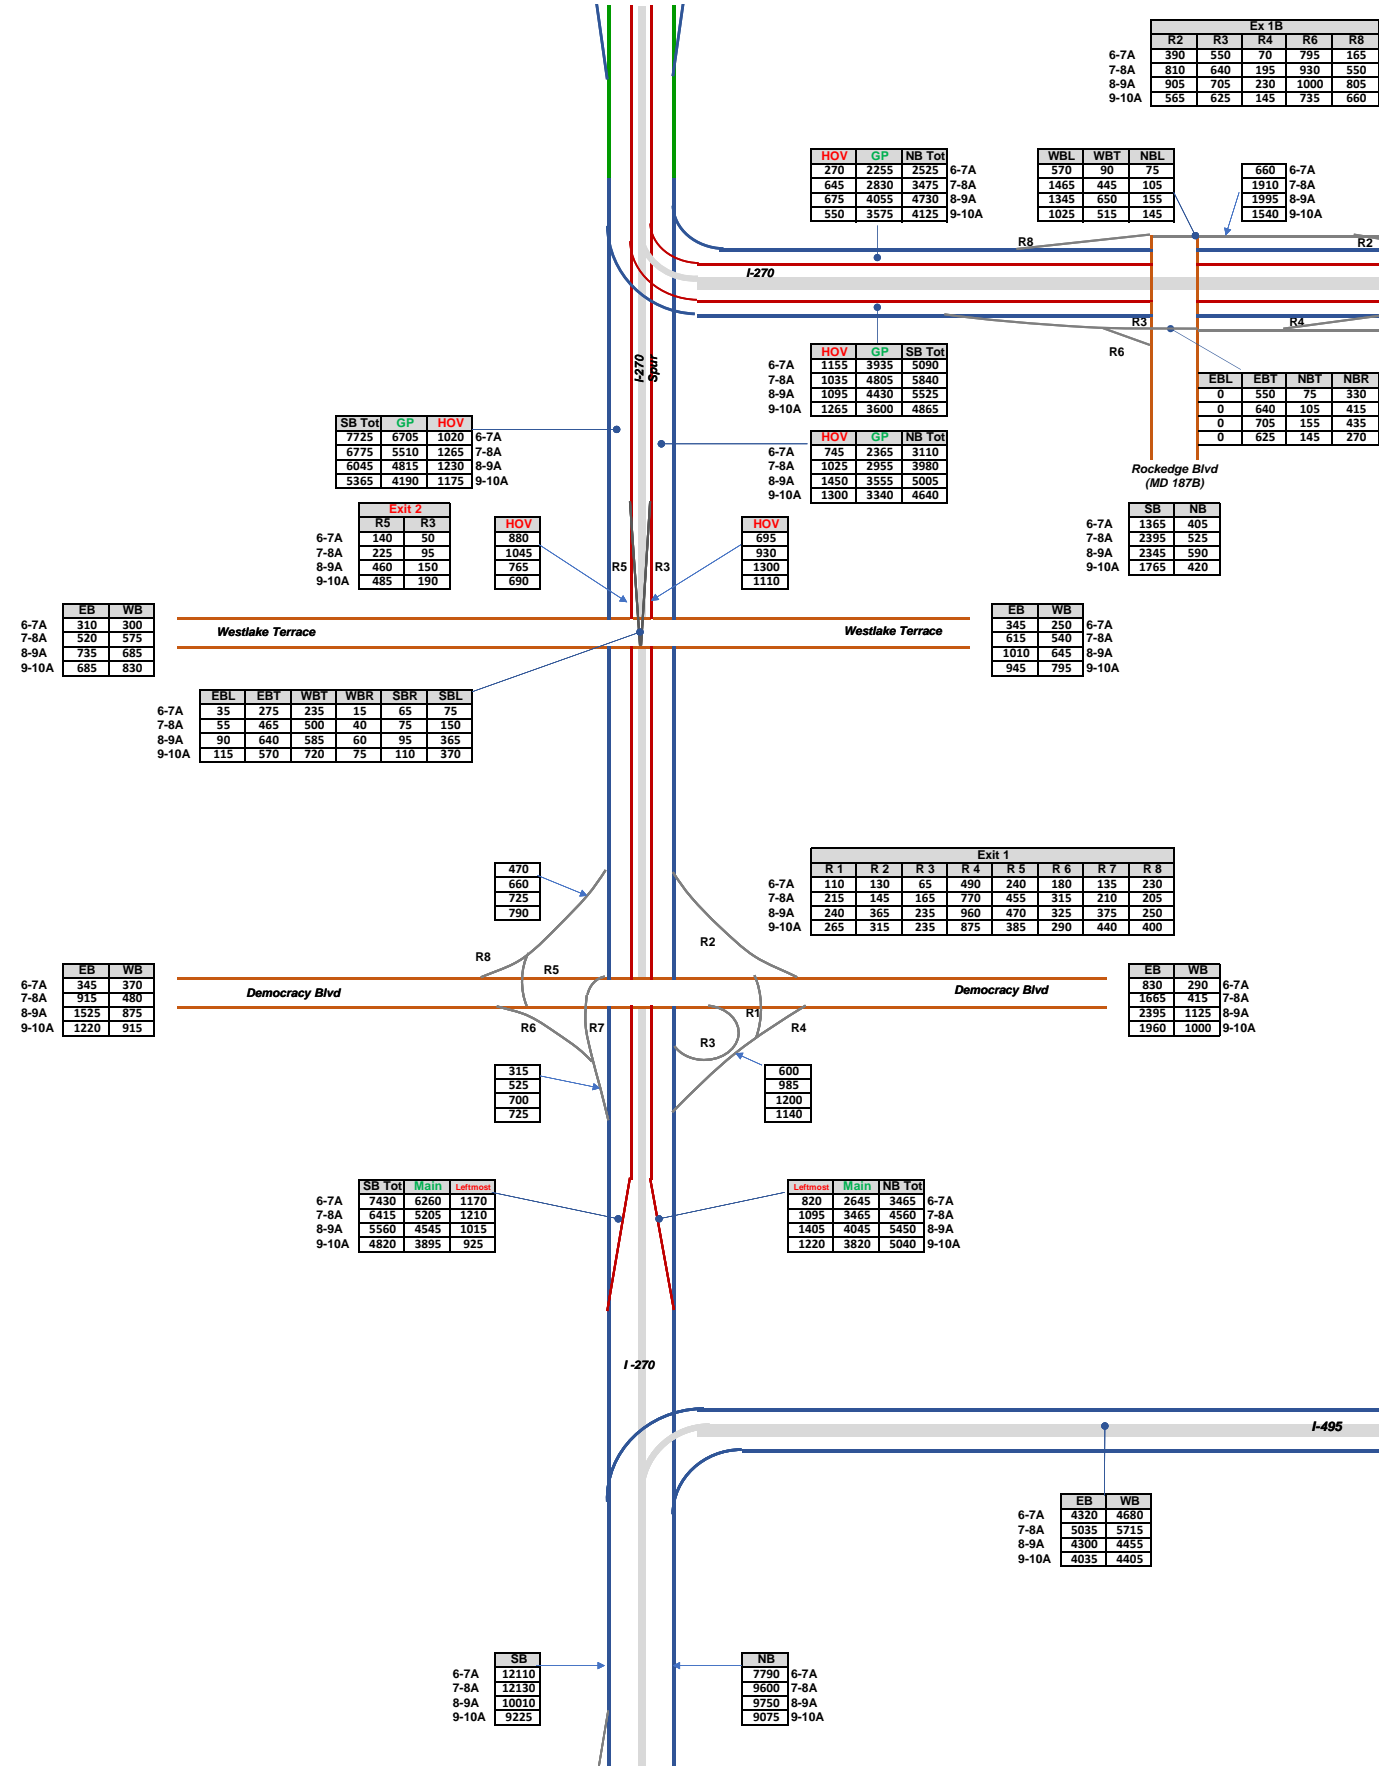 Ex 1B
R2 R3 R4 R6 R8
6-7A 390 550 70 795 165
7-8A 810 640 195 930 550
8-9A 905 705 230 1000 805
9-10A 565 625 145 735 660
HOV GP NB Tot
270 2255 2525 6-7A
645 2830 3475 7-8A
675 4055 4730 8-9A
550 3575 4125 9-10A
WBL WBT NBL
570 90 75
1465 445 105
1345 650 155
1025 515 145
660 6-7A
1910 7-8A
1995 8-9A
1540 9-10A
R8
R2
I-270
R3
R4
R6
HOV GP SB Tot
6-7A 1155 3935 5090
7-8A 1035 4805 5840
8-9A 1095 4430 5525
9-10A 1265 3600 4865
EBL EBT NBT NBR
0 550 75 330
0 640 105 415
0 705 155 435
0 625 145 270
I-270
Spur
SB Tot GP HOV
7725 6705 1020 6-7A
6775 5510 1265 7-8A
6045 4815 1230 8-9A
5365 4190 1175 9-10A
HOV GP NB Tot
6-7A 745 2365 3110
7-8A 1025 2955 3980
8-9A 1450 3555 5005
9-10A 1300 3340 4640
Rockedge Blvd
(MD 187B)
SB NB
6-7A 1365 405
7-8A 2395 525
8-9A 2345 590
9-10A 1765 420
Exit 2
R5 R3
6-7A 140 50
7-8A 225 95
8-9A 460 150
9-10A 485 190
HOV
880
1045
765
690
HOV
695
930
1300
1110
R5
R3
EB WB
6-7A 310 300
7-8A 520 575
8-9A 735 685
9-10A 685 830
Westlake Terrace
Westlake Terrace
EB WB
345 250 6-7A
615 540 7-8A
1010 645 8-9A
945 795 9-10A
EBL EBT WBT WBR SBR SBL
6-7A 35 275 235 15 65 75
7-8A 55 465 500 40 75 150
8-9A 90 640 585 60 95 365
9-10A 115 570 720 75 110 370
470
660
725
790
Exit 1
R 1 R 2 R 3 R 4 R 5 R 6 R 7 R 8
6-7A 110 130 65 490 240 180 135 230
7-8A 215 145 165 770 455 315 210 205
8-9A 240 365 235 960 470 325 375 250
9-10A 265 315 235 875 385 290 440 400
R2
R8
R5
EB WB
6-7A 345 370
7-8A 915 480
8-9A 1525 875
9-10A 1220 915
Democracy Blvd
Democracy Blvd
EB WB
830 290 6-7A
1665 415 7-8A
2395 1125 8-9A
1960 1000 9-10A
R6
R7
R1
R4
R3
315
525
700
725
600
985
1200
1140
SB Tot Main Leftmost
6-7A 7430 6260 1170
7-8A 6415 5205 1210
8-9A 5560 4545 1015
9-10A 4820 3895 925
Leftmost Main NB Tot
820 2645 3465 6-7A
1095 3465 4560 7-8A
1405 4045 5450 8-9A
1220 3820 5040 9-10A
I -270
I-495
EB WB
6-7A 4320 4680
7-8A 5035 5715
8-9A 4300 4455
9-10A 4035 4405
SB
6-7A 12110
7-8A 12130
8-9A 10010
9-10A 9225
NB
7790 6-7A
9600 7-8A
9750 8-9A
9075 9-10A